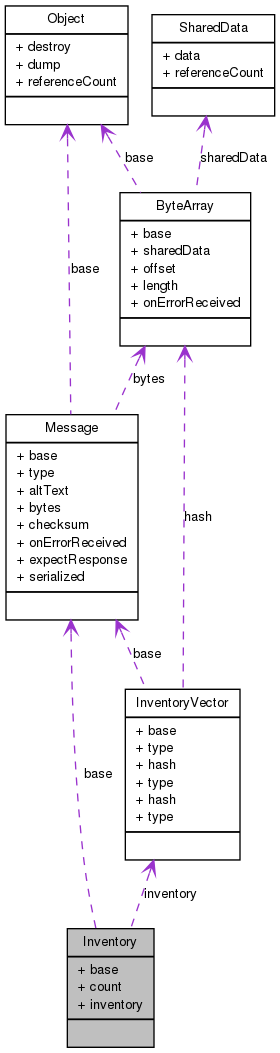 Object
+ destroy
+ dump
+ referenceCount
SharedData
+ data
+ referenceCount
base
sharedData
ByteArray
+ base
+ sharedData
+ offset
+ length
+ onErrorReceived
base
bytes
Message
+ base
+ type
+ altText
+ bytes
+ checksum
+ onErrorReceived
+ expectResponse
+ serialized
hash
base
InventoryVector
+ base
+ type
+ hash
+ type
+ hash
+ type
base
inventory
Inventory
+ base
+ count
+ inventory